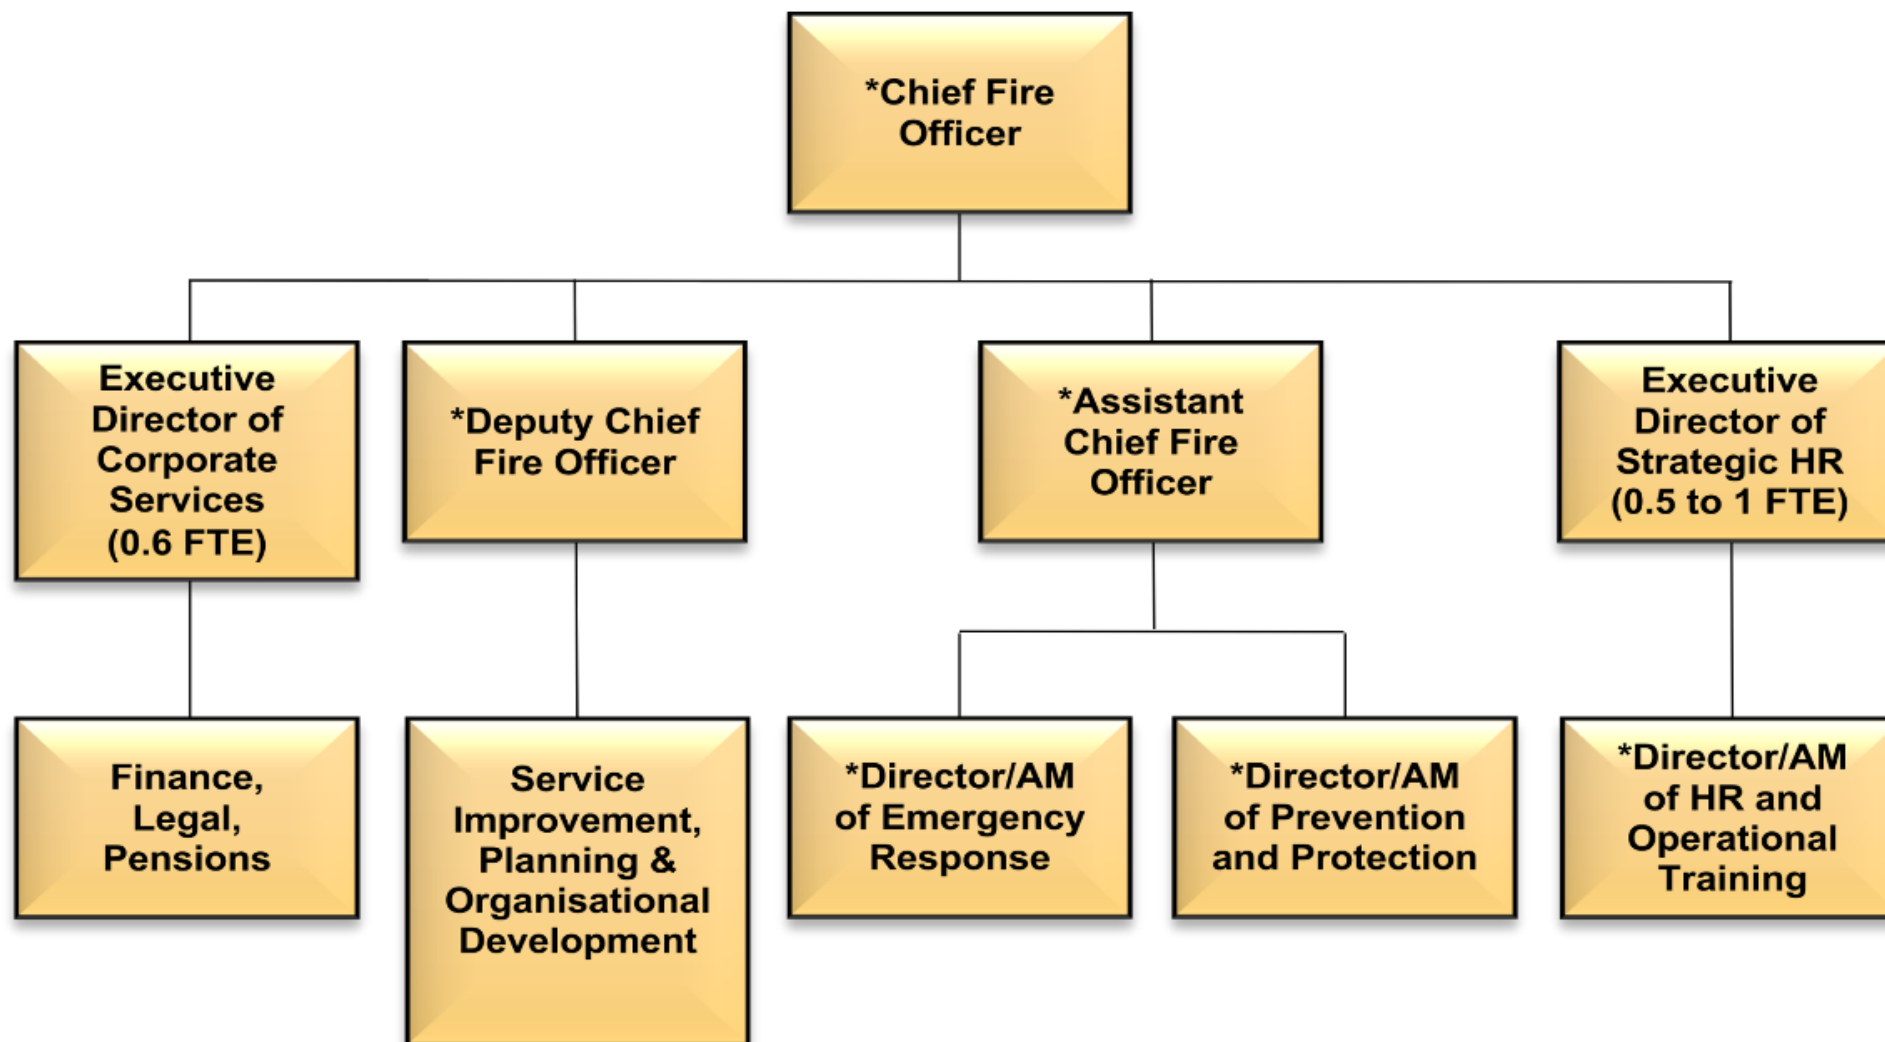 *Chief Fire
Officer
Executive
Director of
Corporate
Services
(0.6 FTE)
*Deputy Chief
Fire Officer
*Assistant
Chief Fire
Officer
Executive
Director of
Strategic HR
(0.5 to 1 FTE)
Finance,
Legal,
Pensions
Service
Improvement,
Planning &
Organisational
Development
*Director/AM
of Emergency
Response
*Director/AM
of Prevention
and Protection
*Director/AM
of HR and
Operational
Training